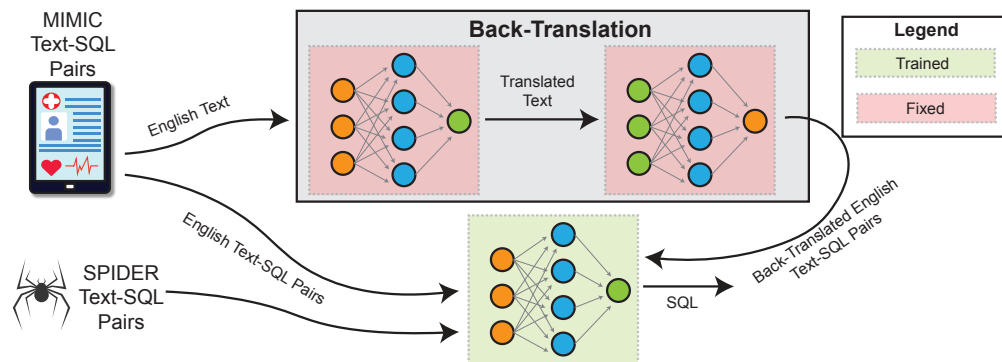 MIMIC
Text-SQL
Pairs
Back-Translation
Legend
Trained
Fixed
English Text
Translated
Text
English Text-SQL Pairs
Back-Translated English
Text-SQL Pairs
SPIDER
Text-SQL
Pairs
SQL